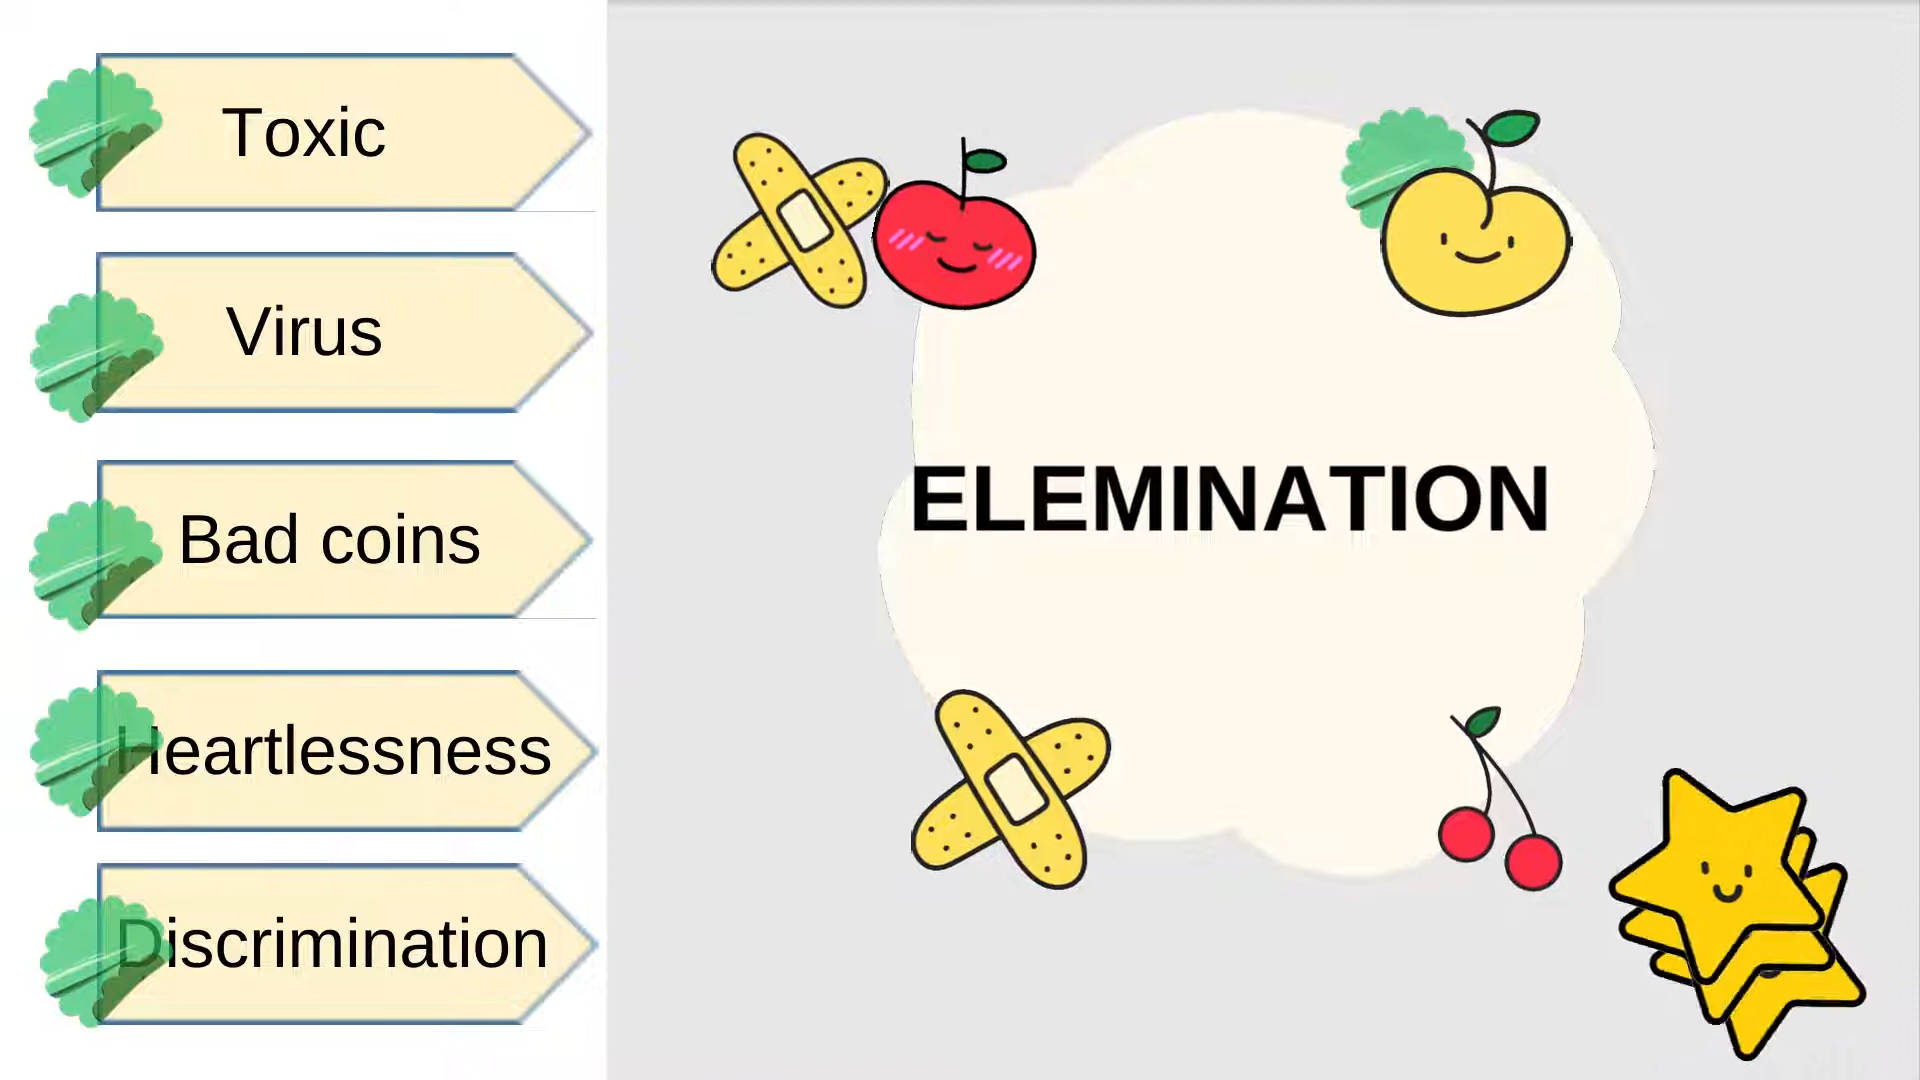 Toxic
Virus
Bad coins
Heartlessness
Discrimination
ELEMINATION